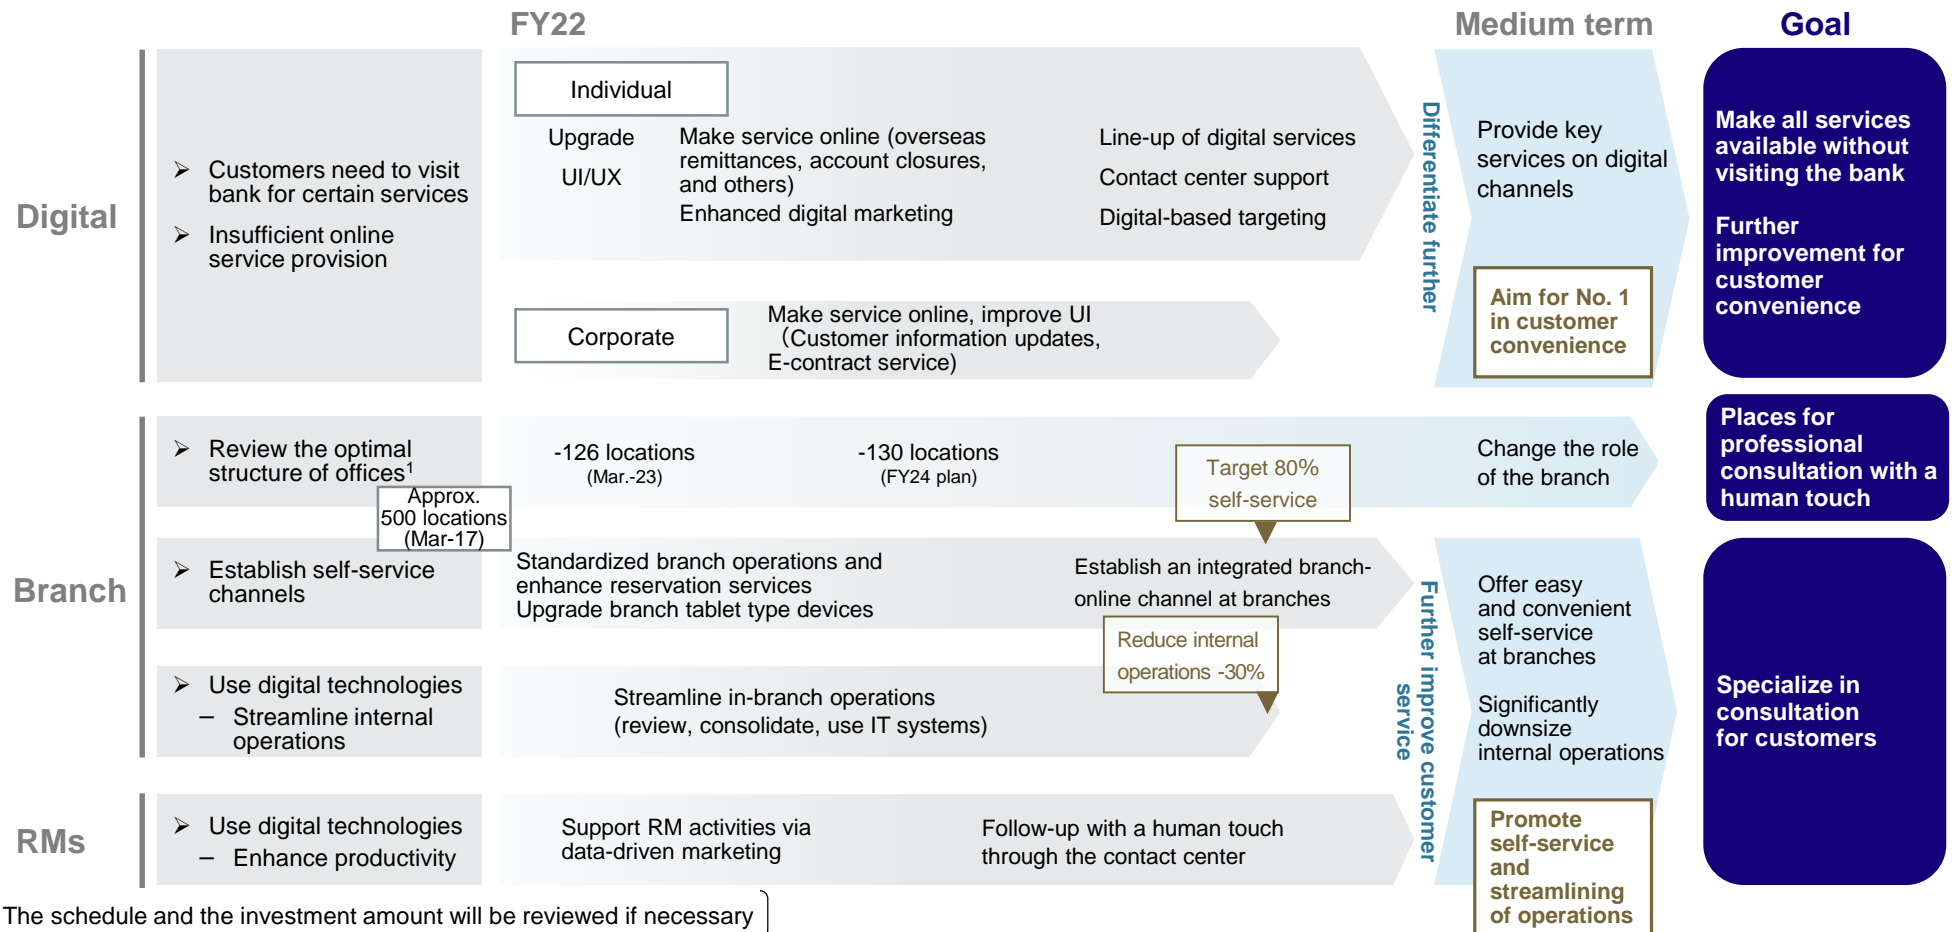 FY22
Medium term
Goal
Digital
➢ Customers need to visit
bank for certain services
➢ Insufficient online
service provision
Individual
Upgrade
UI/UX
Make service online (overseas
remittances, account closures,
and others)
Enhanced digital marketing
Line-up of digital services
Contact center support
Digital-based targeting
Corporate
Make service online, improve UI
（Customer information updates,
E-contract service)
Differentiate further
Provide key
services on digital
channels
Aim for No. 1
in customer
convenience
Make all services
available without
visiting the bank
Further
improvement for
customer
convenience
Branch
➢ Review the optimal
structure of offices1
Approx.
500 locations
(Mar-17)
-126 locations
(Mar.-23)
-130 locations
(FY24 plan)
Target 80%
self-service
Change the role
of the branch
Places for
professional
consultation with a
human touch
➢ Establish self-service
channels
Standardized branch operations and
enhance reservation services
Upgrade branch tablet type devices
Establish an integrated branch-
online channel at branches
Reduce internal
operations -30%
➢ Use digital technologies
– Streamline internal
operations
Streamline in-branch operations
(review, consolidate, use IT systems)
Further improve customer
service
Offer easy
and convenient
self-service
at branches
Significantly
downsize
internal operations
Specialize in
consultation
for customers
RMs
➢ Use digital technologies
– Enhance productivity
Support RM activities via
data-driven marketing
Follow-up with a human touch
through the contact center
Promote
self-service
and
streamlining
of operations
The schedule and the investment amount will be reviewed if necessary